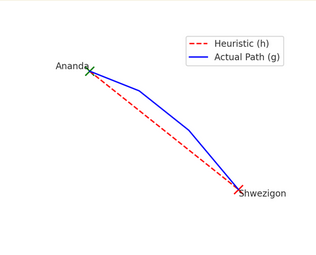 Heuristic (h)
Actual Path (g)
Ananda
Shwezigon